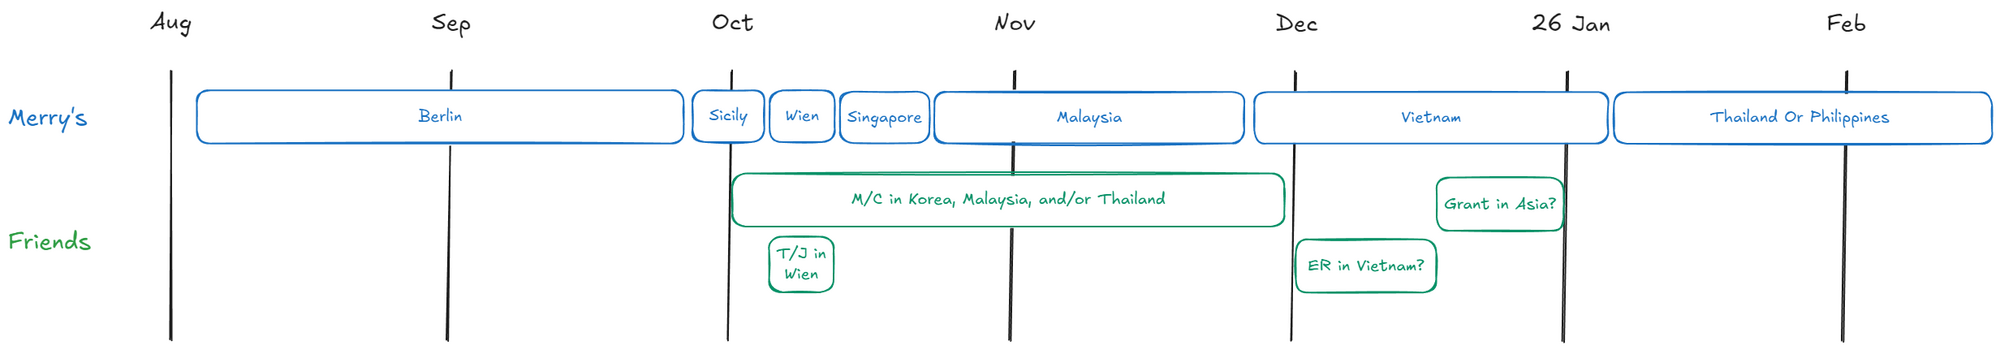 Aug Sep Oct Nov Dec 26 Jan Feb
Merry's
Berlin
Sicily
Wien
Singapore
Malaysia
Vietnam
Thailand Or Philippines
Friends
M/C in Korea, Malaysia, and/or Thailand
Grant in Asia?
T/J in
Wien
ER in Vietnam?